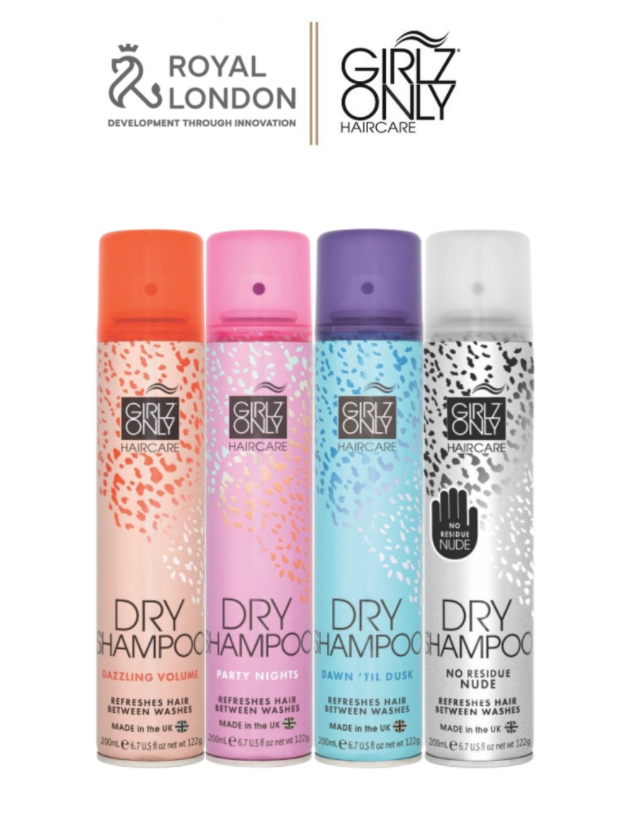 ROYAL
LONDON
DEVELOPMENT THROUGH INNOVATION
GIRLZ
ONLY
HAIRCARE
GIRLZ
ONLY
HAIRCARE
DRY
SHAMPOO
DAZZLING VOLUME
REFRESHES HAIR
BETWEEN WASHES
MADE in the UK
200mL e 6.7 U.S fl oz net wt 122g
GIRLZ
ONLY
HAIRCARE
DRY
SHAMPOO
PARTY NIGHTS
REFRESHES HAIR
BETWEEN WASHES
MADE in the UK
200mL e 6.7 U.S fl oz net wt 122g
GIRLZ
ONLY
HAIRCARE
DRY
SHAMPOO
DAWN 'TIL DUSK
REFRESHES HAIR
BETWEEN WASHES
MADE in the UK
200mL e 6.7 U.S fl oz net wt 122g
GIRLZ
ONLY
HAIRCARE
NO
RESIDUE
NUDE
DRY
SHAMPOO
NO RESIDUE
NUDE
REFRESHES HAIR
BETWEEN WASHES
MADE in the UK
200mL e 6.7 U.S fl oz net wt 122g